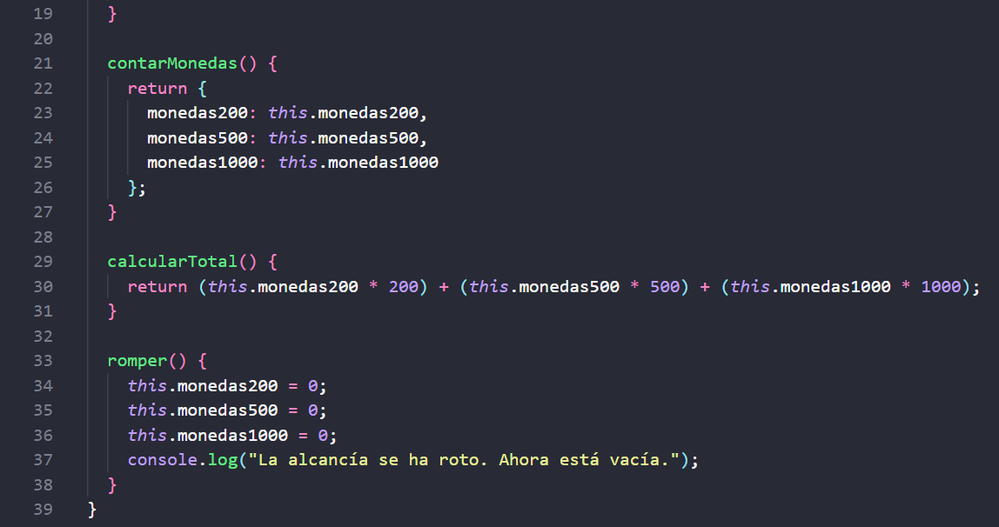 19 }
20
21 contarMonedas() {
22 return {
23 monedas200: this.monedas200,
24 monedas500: this.monedas500,
25 monedas1000: this.monedas1000
26 };
27 }
28
29 calcularTotal() {
30 return (this.monedas200 * 200) + (this.monedas500 * 500) + (this.monedas1000 * 1000);
31 }
32
33 romper() {
34 this.monedas200 = 0;
35 this.monedas500 = 0;
36 this.monedas1000 = 0;
37 console.log("La alcancía se ha roto. Ahora está vacía.");
38 }
39 }